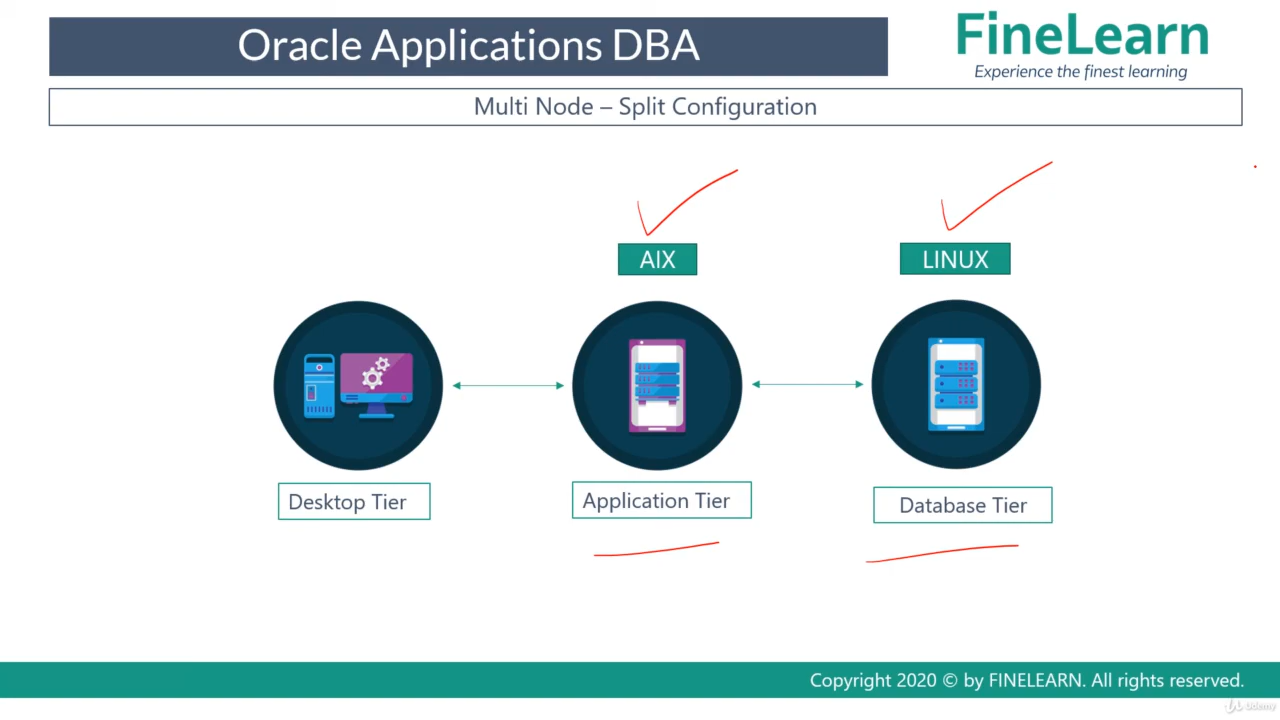 Oracle Applications DBA
FineLearn
Experience the finest learning
Multi Node – Split Configuration
AIX
LINUX
Desktop Tier
Application Tier
Database Tier
Copyright 2020 © by FINELEARN. All rights reserved.
Udemy